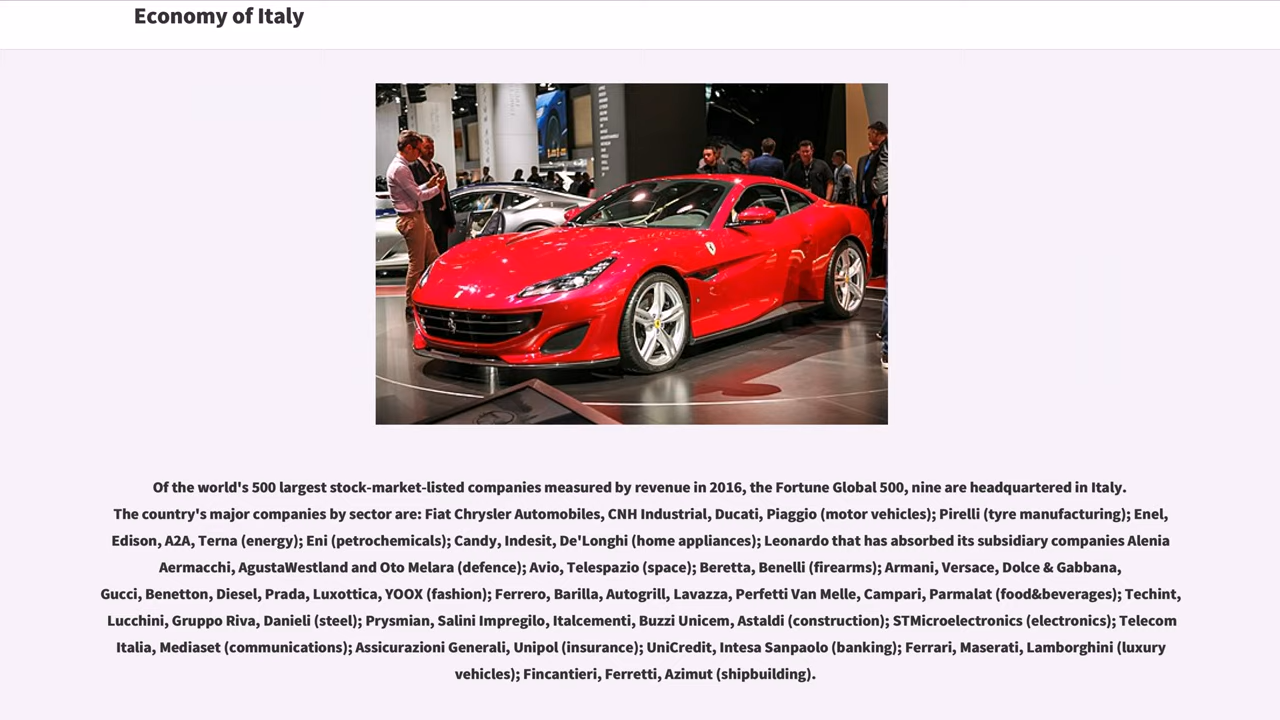 Economy of Italy
Of the world's 500 largest stock-market-listed companies measured by revenue in 2016, the Fortune Global 500, nine are headquartered in Italy.
The country's major companies by sector are: Fiat Chrysler Automobiles, CNH Industrial, Ducati, Piaggio (motor vehicles); Pirelli (tyre manufacturing); Enel,
Edison, A2A, Terna (energy); Eni (petrochemicals); Candy, Indesit, De'Longhi (home appliances); Leonardo that has absorbed its subsidiary companies Alenia
Aermacchi, AgustaWestland and Oto Melara (defence); Avio, Telespazio (space); Beretta, Benelli (firearms); Armani, Versace, Dolce & Gabbana,
Gucci, Benetton, Diesel, Prada, Luxottica, YOOX (fashion); Ferrero, Barilla, Autogrill, Lavazza, Perfetti Van Melle, Campari, Parmalat (food&beverages); Techint,
Lucchini, Gruppo Riva, Danieli (steel); Prysmian, Salini Impregilo, Italcementi, Buzzi Unicem, Astaldi (construction); STMicroelectronics (electronics); Telecom
Italia, Mediaset (communications); Assicurazioni Generali, Unipol (insurance); UniCredit, Intesa Sanpaolo (banking); Ferrari, Maserati, Lamborghini (luxury
vehicles); Fincantieri, Ferretti, Azimut (shipbuilding).